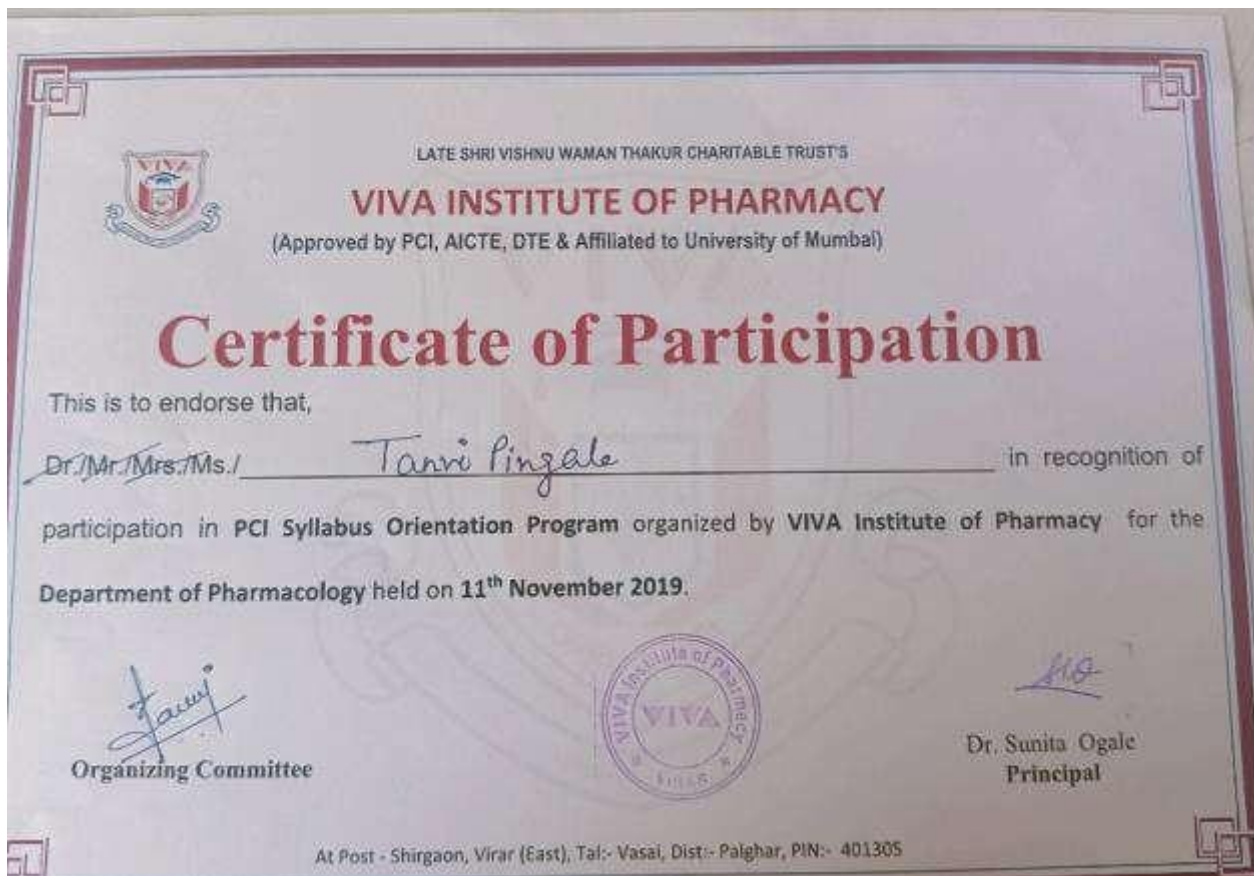 VIVA
LATE SHRI VISHNU WAMAN THAKUR CHARITABLE TRUST'S
VIVA INSTITUTE OF PHARMACY
(Approved by PCI, AICTE, DTE & Affiliated to University of Mumbai)
Certificate of Participation
This is to endorse that,
Dr./Mr./Mrs./Ms./ Tanvi Pingale in recognition of
participation in PCI Syllabus Orientation Program organized by VIVA Institute of Pharmacy for the
Department of Pharmacology held on 11th November 2019.
VIVA Institute of Pharmacy
VIVA
VIRAR
Organizing Committee
Dr. Sunita Ogale
Principal
At Post - Shirgaon, Virar (East), Tal:- Vasai, Dist:- Palghar, PIN:- 401305